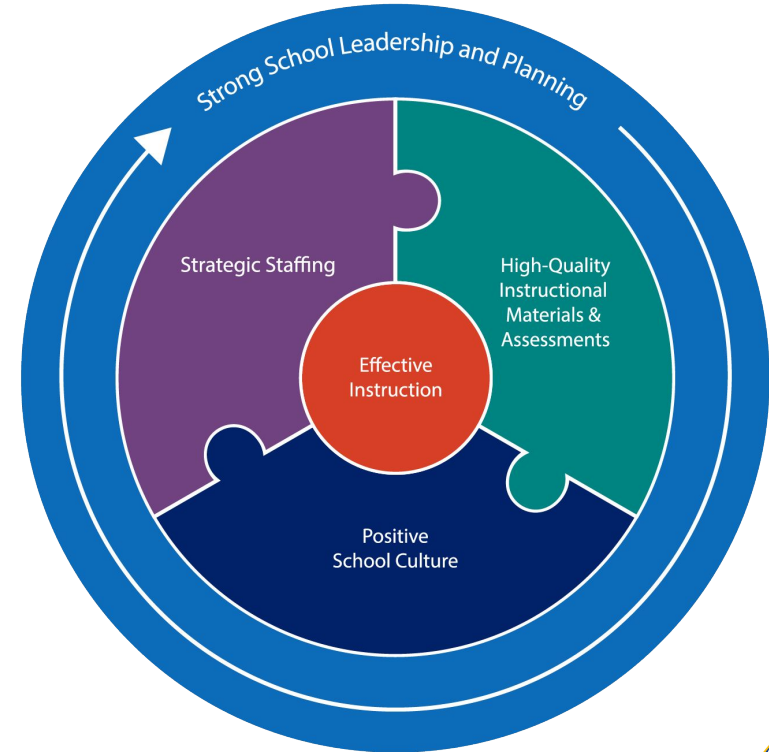 Strong School Leadership and Planning
Strategic Staffing
High-Quality
Instructional
Materials &
Assessments
Effective
Instruction
Positive
School Culture